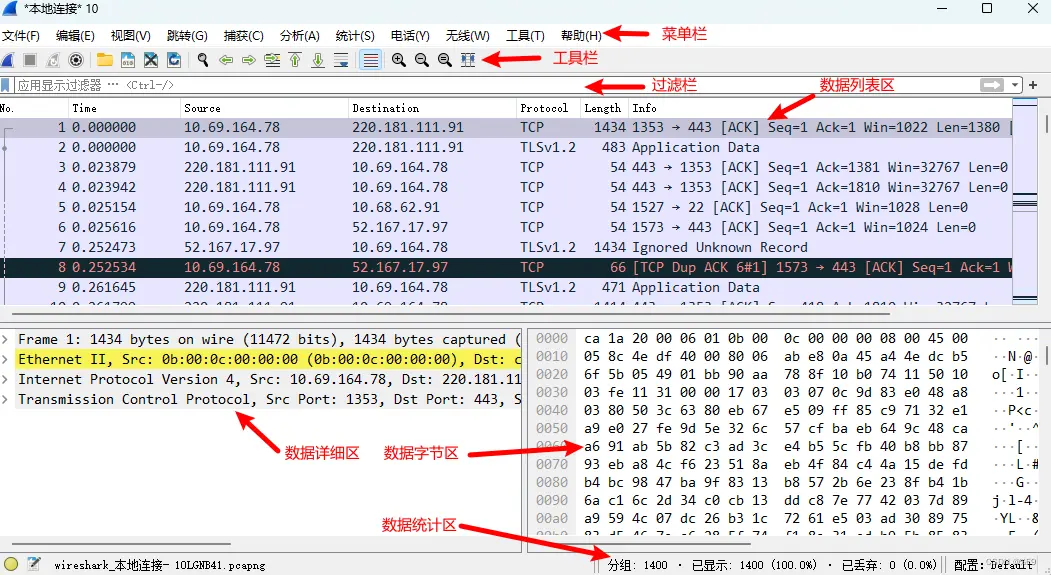 *本地连接* 10
文件(F) 编辑(E) 视图(V) 跳转(G) 捕获(C) 分析(A) 统计(S) 电话(Y) 无线(W) 工具(T) 帮助(H) 菜单栏
工具栏
应用显示过滤器 … <Ctrl-/> 过滤栏
数据列表区
No. Time Source Destination Protocol Length Info
1 0.000000 10.69.164.78 220.181.111.91 TCP 1434 1353 → 443 [ACK] Seq=1 Ack=1 Win=1022 Len=1380 [
2 0.000000 10.69.164.78 220.181.111.91 TLSv1.2 483 Application Data
3 0.023879 220.181.111.91 10.69.164.78 TCP 54 443 → 1353 [ACK] Seq=1 Ack=1381 Win=32767 Len=0
4 0.023942 220.181.111.91 10.69.164.78 TCP 54 443 → 1353 [ACK] Seq=1 Ack=1810 Win=32767 Len=0
5 0.025154 10.69.164.78 10.68.62.91 TCP 54 1527 → 22 [ACK] Seq=1 Ack=1 Win=1028 Len=0
6 0.025616 10.69.164.78 52.167.17.97 TCP 54 1573 → 443 [ACK] Seq=1 Ack=1 Win=1024 Len=0
7 0.252473 52.167.17.97 10.69.164.78 TLSv1.2 1434 Ignored Unknown Record
8 0.252534 10.69.164.78 52.167.17.97 TCP 66 [TCP Dup ACK 6#1] 1573 → 443 [ACK] Seq=1 Ack=1 W
9 0.261645 220.181.111.91 10.69.164.78 TLSv1.2 471 Application Data
Frame 1: 1434 bytes on wire (11472 bits), 1434 bytes captured (
Ethernet II, Src: 0b:00:0c:00:00:00 (0b:00:0c:00:00:00), Dst: c
Internet Protocol Version 4, Src: 10.69.164.78, Dst: 220.181.11
Transmission Control Protocol, Src Port: 1353, Dst Port: 443, S
数据详细区
数据字节区
数据统计区
0000 ca 1a 20 00 06 01 0b 00 0c 00 00 00 08 00 45 00
0010 05 8c 4e df 40 00 80 06 ab e8 0a 45 a4 4e dc b5 ··N·@·
0020 6f 5b 05 49 01 bb 90 aa 78 8f 10 b0 74 11 50 10 o[·I··
0030 03 fe 11 31 00 00 17 03 03 07 0c 9d 83 e0 48 a8 ···1··
0040 03 80 50 3c 63 80 eb 67 e5 09 ff 85 c9 71 32 e1 ··P<c·
0050 a9 e0 27 fe 9d 5e 32 6c 57 cf ba eb 64 9c 48 ca ··'··^
0060 a6 91 ab 5b 82 c3 ad 3c e4 b5 5c fb 40 b8 bb 87 ···[··
0070 93 eb a8 4c f6 23 51 8a eb 4f 84 c4 4a 15 de fd ···L·#
0080 b4 bc 98 47 ba 9f 83 13 b8 57 2b 6e 23 8f b4 1b ···G··
0090 6a c1 6c 2d 34 c0 cb 13 dd c8 7e 77 42 03 7d 89 j·l-4·
00a0 a9 59 4c 07 dc 26 b3 1c 72 61 e5 03 ad 30 89 75 ·YL··&
wireshark_本地连接- 10LGNB41.pcapng 分组: 1400 · 已显示: 1400 (100.0%) · 已丢弃: 0 (0.0%) 配置: Default